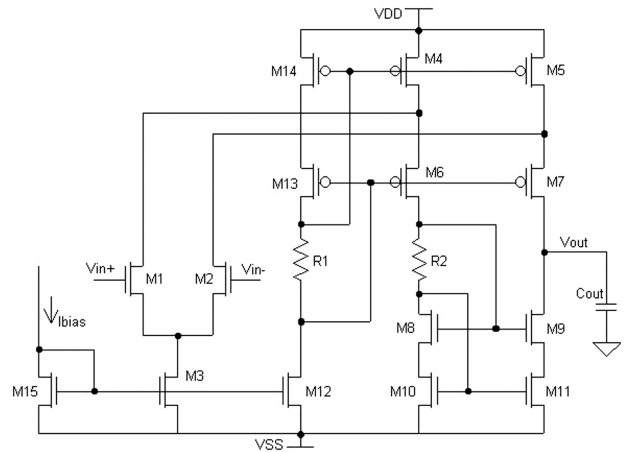 VDD
M14
M4
M5
M13
M6
M7
Vin+
M1
M2
Vin-
R1
R2
Vout
Cout
Ibias
M8
M9
M15
M3
M12
M10
M11
VSS